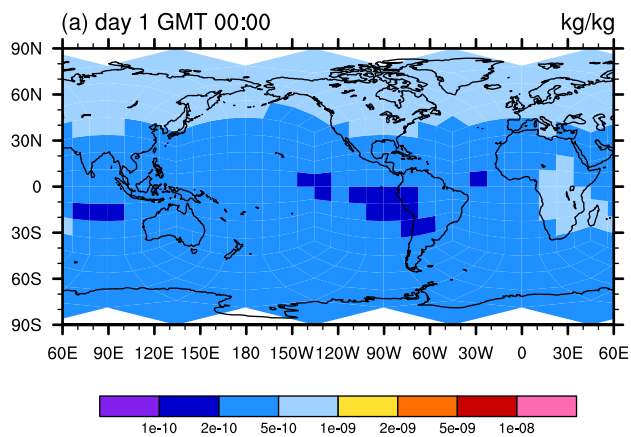 (a) day 1 GMT 00:00 kg/kg
90N
60N
30N
0
30S
60S
90S
60E 90E 120E 150E 180 150W 120W 90W 60W 30W 0 30E 60E
1e-10 2e-10 5e-10 1e-09 2e-09 5e-09 1e-08